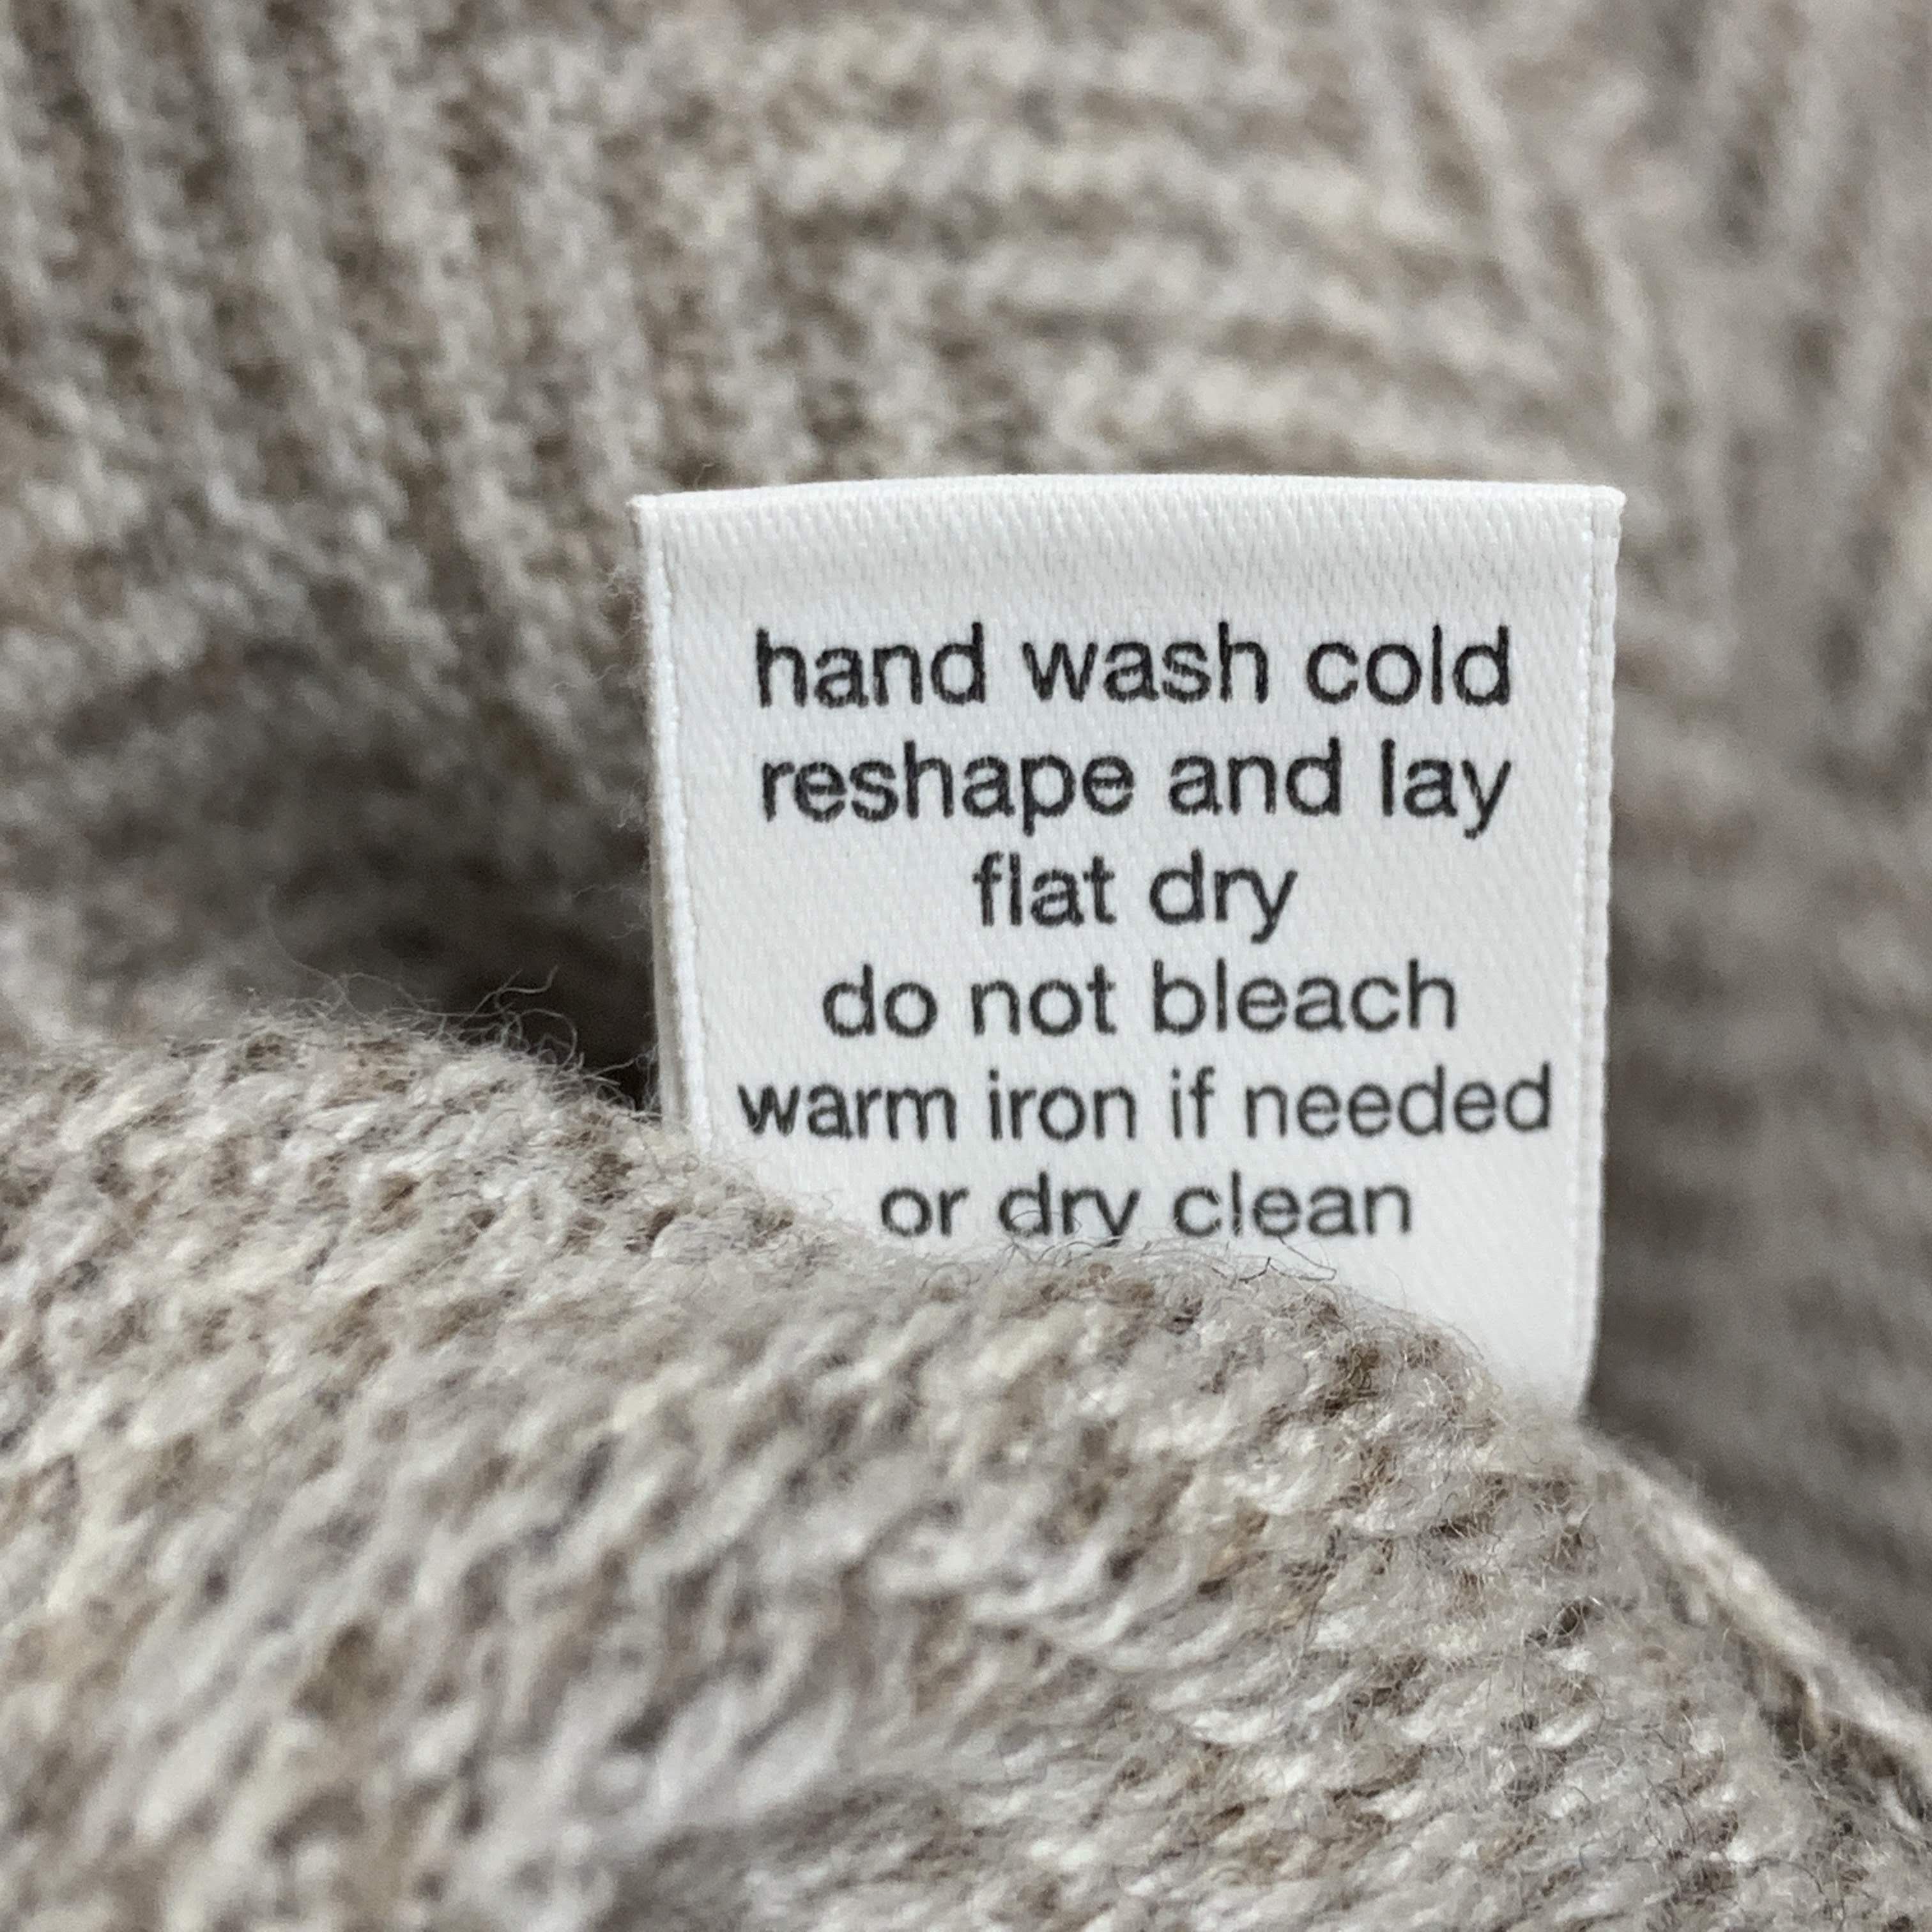 hand wash cold
reshape and lay
flat dry
do not bleach
warm iron if needed
or dry clean